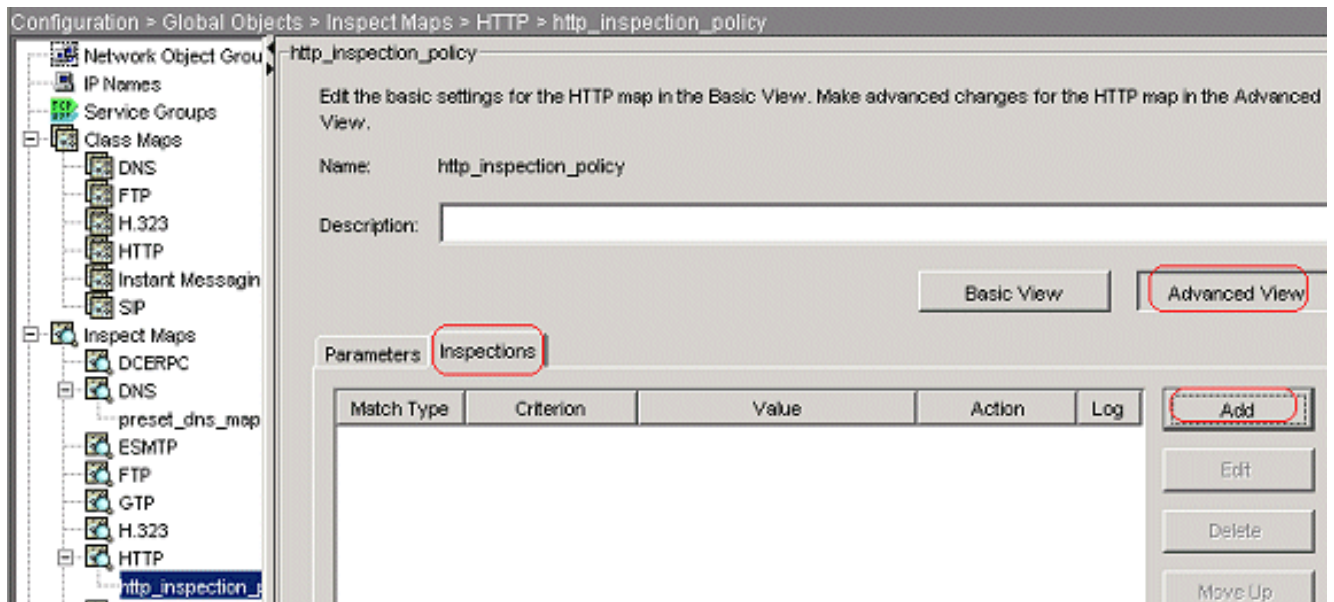 Configuration > Global Objects > Inspect Maps > HTTP > http_inspection_policy
Network Object Grou
IP Names
Service Groups
Class Maps
DNS
FTP
H.323
HTTP
Instant Messagin
SIP
Inspect Maps
DCERPC
DNS
preset_dns_map
ESMTP
FTP
GTP
H.323
HTTP
http_inspection_p
http_inspection_policy
Edit the basic settings for the HTTP map in the Basic View. Make advanced changes for the HTTP map in the Advanced
View.
Name: http_inspection_policy
Description:
Basic View Advanced View
Parameters Inspections
Match Type Criterion Value Action Log
Add
Edit
Delete
Move Up